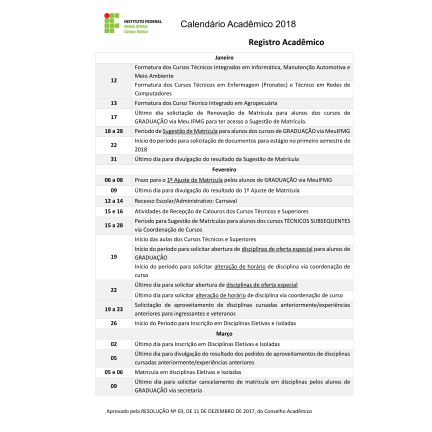 INSTITUTO FEDERAL
Calendário Acadêmico 2018
Registro Acadêmico
Janeiro
12
Formatura dos Cursos Técnicos Integrados em Informática, Manutenção Automotiva e
Meio Ambiente
Formatura dos Cursos Técnicos em Enfermagem (Pronatec) e Técnico em Redes de
Computadores
13 Formatura dos Curso Técnico Integrado em Agropecuária
17
Último dia solicitação de Renovação de Matrícula para alunos dos cursos de
GRADUAÇÃO via Meu IFMG para ter acesso a Sugestão de Matrícula.
18 a 28 Período de Sugestão de Matrícula para alunos dos cursos de GRADUAÇÃO via MeuIFMG
22
Início do período para solicitação de documentos para estágio no primeiro semestre de
2018
31 Último dia para divulgação do resultado da Sugestão de Matrícula
Fevereiro
06 a 08 Prazo para o 1º Ajuste de Matrícula pelos alunos de GRADUAÇÃO via MeuIFMG
09 Último dia para divulgação do resultado do 1º Ajuste de Matrícula
12 a 14 Recesso Escolar/Administrativo: Carnaval
15 e 16 Atividades de Recepção de Calouros dos Cursos Técnicos e Superiores
15 a 28
Período para Sugestão de Matrículas para alunos dos cursos TÉCNICOS SUBSEQUENTES
via Coordenação de Cursos
19
Início das aulas dos Cursos Técnicos e Superiores
Início do período para solicitar abertura de disciplinas de oferta especial para alunos de
GRADUAÇÃO
Início do período para solicitar alteração de horário de disciplina via coordenação de
curso
22
Último dia para solicitar abertura de disciplinas de oferta especial
Último dia para solicitar alteração de horário de disciplina via coordenação de curso
19 a 23
Solicitação de aproveitamento de disciplinas cursadas anteriormente/experiências
anteriores para ingressantes e veteranos
26 Início do Período para Inscrição em Disciplinas Eletivas e Isoladas
Março
02 Último dia para Inscrição em Disciplinas Eletivas e Isoladas
05
Último dia para divulgação do resultado dos pedidos de aproveitamentos de disciplinas
cursadas anteriormente/experiências anteriores
05 e 06 Matrícula em disciplinas Eletivas e Isoladas
09
Último dia para solicitar cancelamento de matrícula em disciplinas pelos alunos de
GRADUAÇÃO via secretaria
Aprovado pela RESOLUÇÃO Nº 03, DE 11 DE DEZEMBRO DE 2017, do Conselho Acadêmico